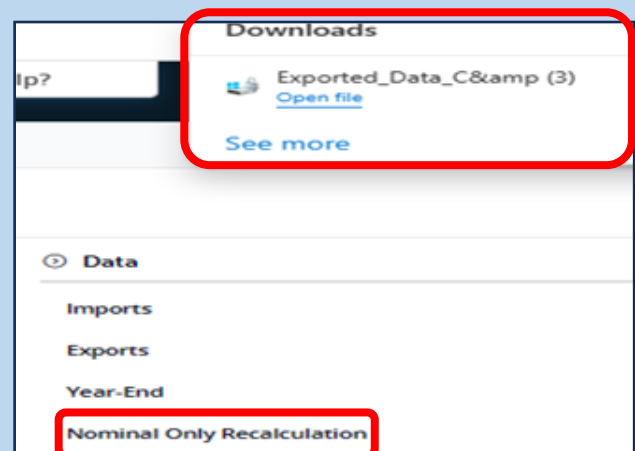 Downloads
lp?
Exported_Data_C&amp (3)
Open file
See more
Data
Imports
Exports
Year-End
Nominal Only Recalculation